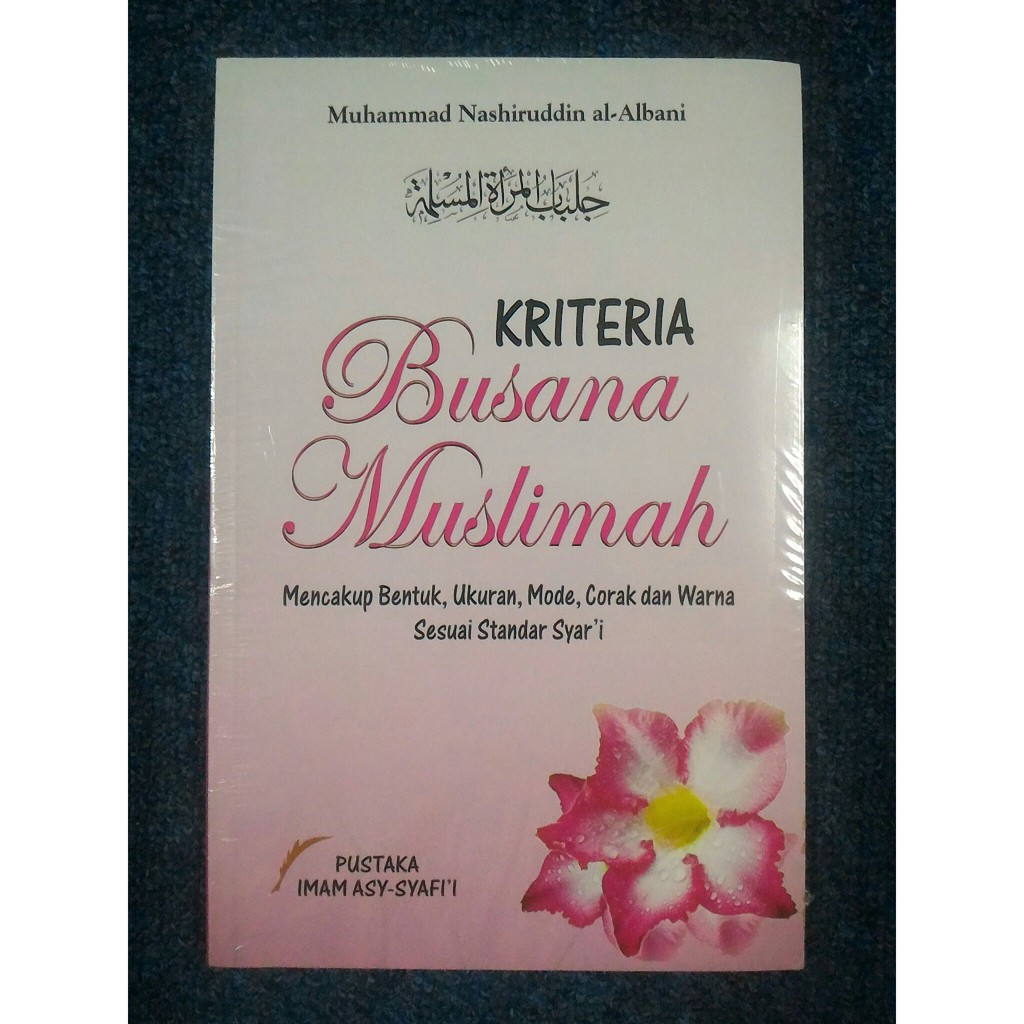 Muhammad Nashiruddin al-Albani
جلباب المرأة المسلمة
KRITERIA
Busana
Muslimah
Mencakup Bentuk, Ukuran, Mode, Corak dan Warna
Sesuai Standar Syar'i
PUSTAKA
IMAM ASY-SYAFI'I